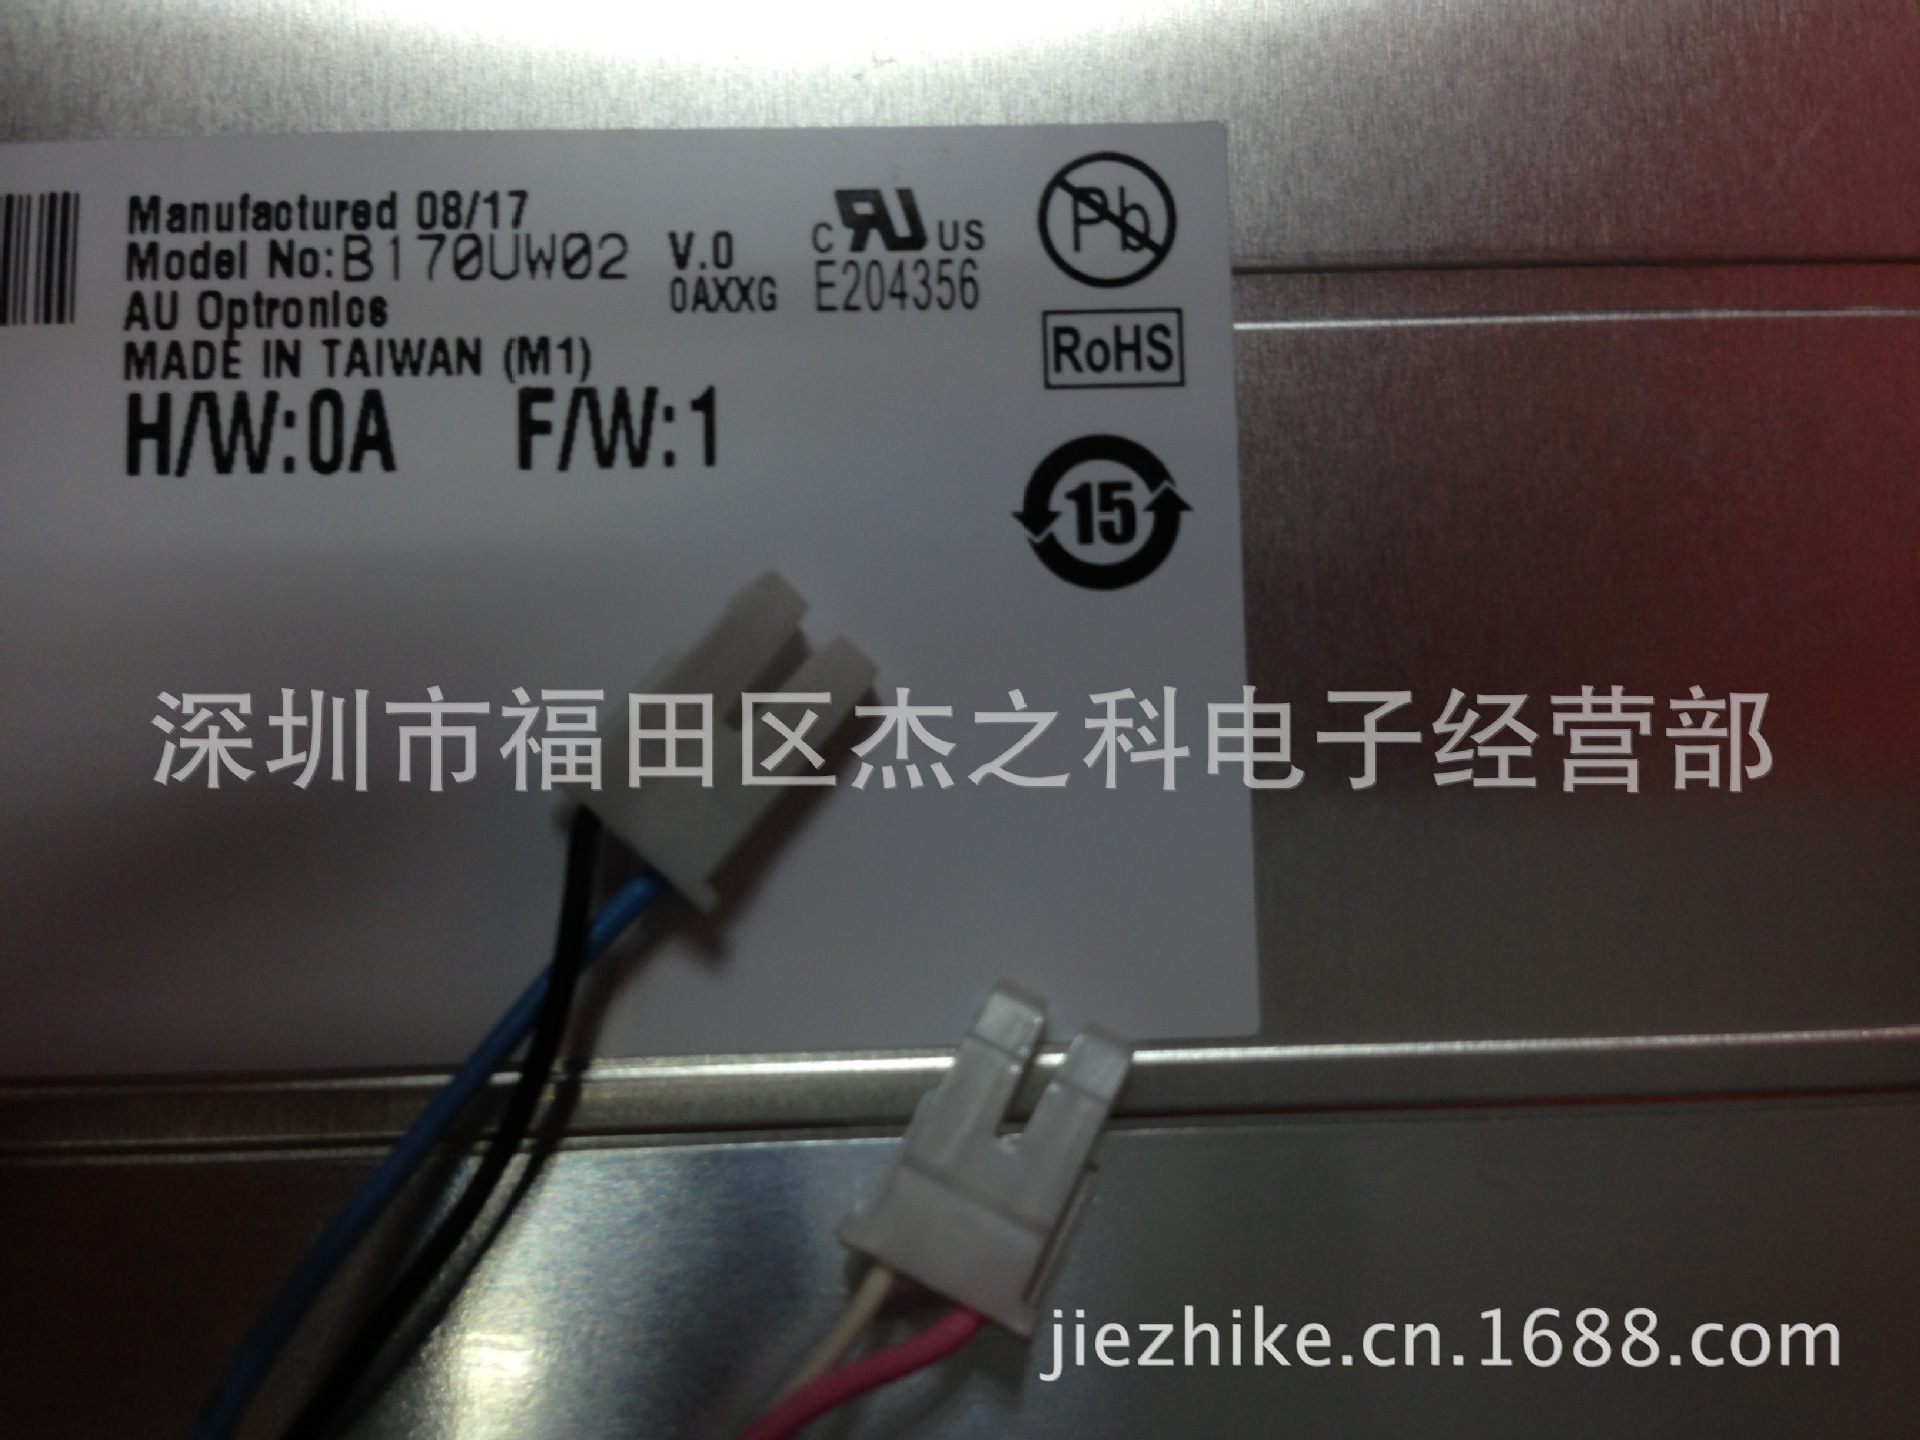 Manufactured 08/17
Model No:B170UW02 V.0
AU Optronics 0AXXG
MADE IN TAIWAN (M1)
H/W:0A F/W:1
c RU US
E204356
Pb
RoHS
15
深圳市福田区杰之科电子经营部
jiezhike.cn.1688.com